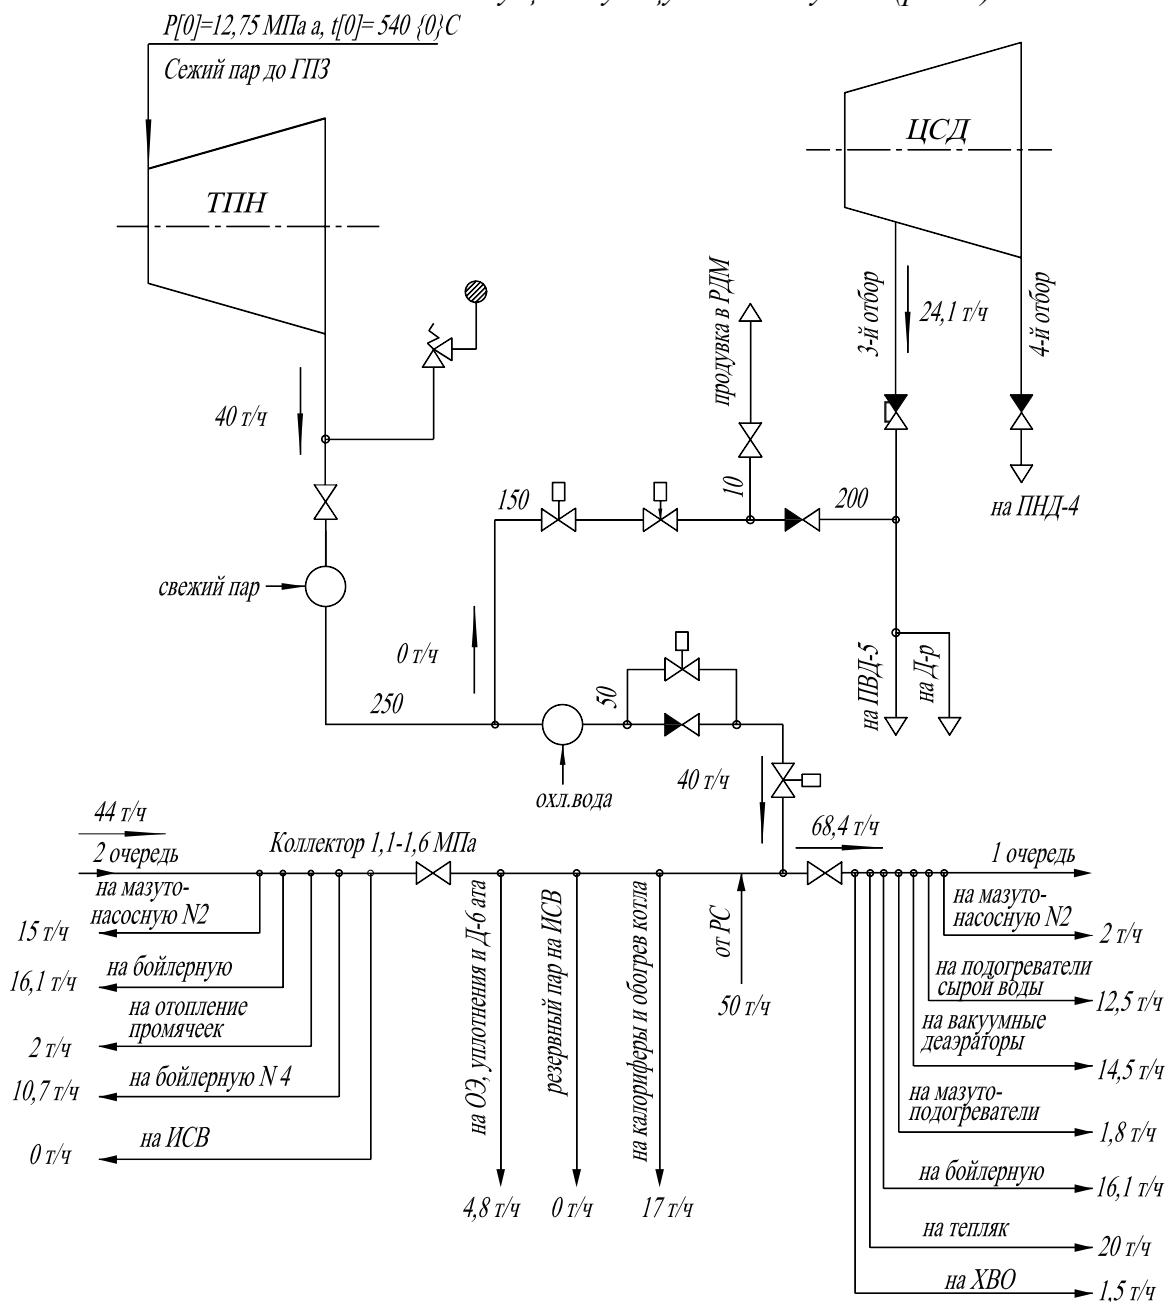 P[0]=12,75 МПа а, t[0]= 540 {0}C
Сежий пар до ГПЗ
ТПН
ЦСД
40 т/ч
продувка в РДМ
3-й отбор
24,1 т/ч
4-й отбор
на ПНД-4
150
10
200
свежий пар
0 т/ч
250
50
на ПВД-5
на Д-р
охл.вода
40 т/ч
44 т/ч
2 очередь
Коллектор 1,1-1,6 МПа
68,4 т/ч
1 очередь
на мазуто-
насосную N2
15 т/ч
на бойлерную
16,1 т/ч
на отопление
промячеек
2 т/ч
на бойлерную N 4
10,7 т/ч
на ИСВ
0 т/ч
на ОЭ, уплотнения и Д-6 ата
4,8 т/ч
резервный пар на ИСВ
0 т/ч
на калориферы и обогрев котла
17 т/ч
от РС
50 т/ч
на мазуто-
насосную N2
2 т/ч
на подогреватели
сырой воды
12,5 т/ч
на вакуумные
деаэраторы
14,5 т/ч
на мазуто-
подогреватели
1,8 т/ч
на бойлерную
16,1 т/ч
на тепляк
20 т/ч
на ХВО
1,5 т/ч